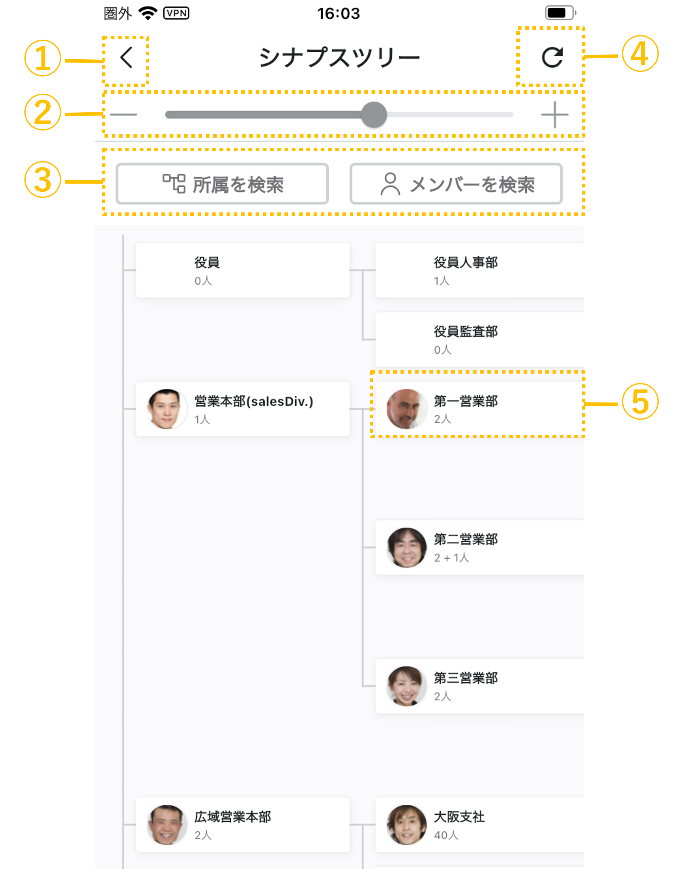 圏外 VPN 16:03
① シナプスツリー ④
②
③ 所属を検索 メンバーを検索
役員
0人
役員人事部
1人
役員監査部
0人
営業本部(salesDiv.)
1人
第一営業部 ⑤
2人
第二営業部
2 + 1人
第三営業部
2人
広域営業本部
2人
大阪支社
40人